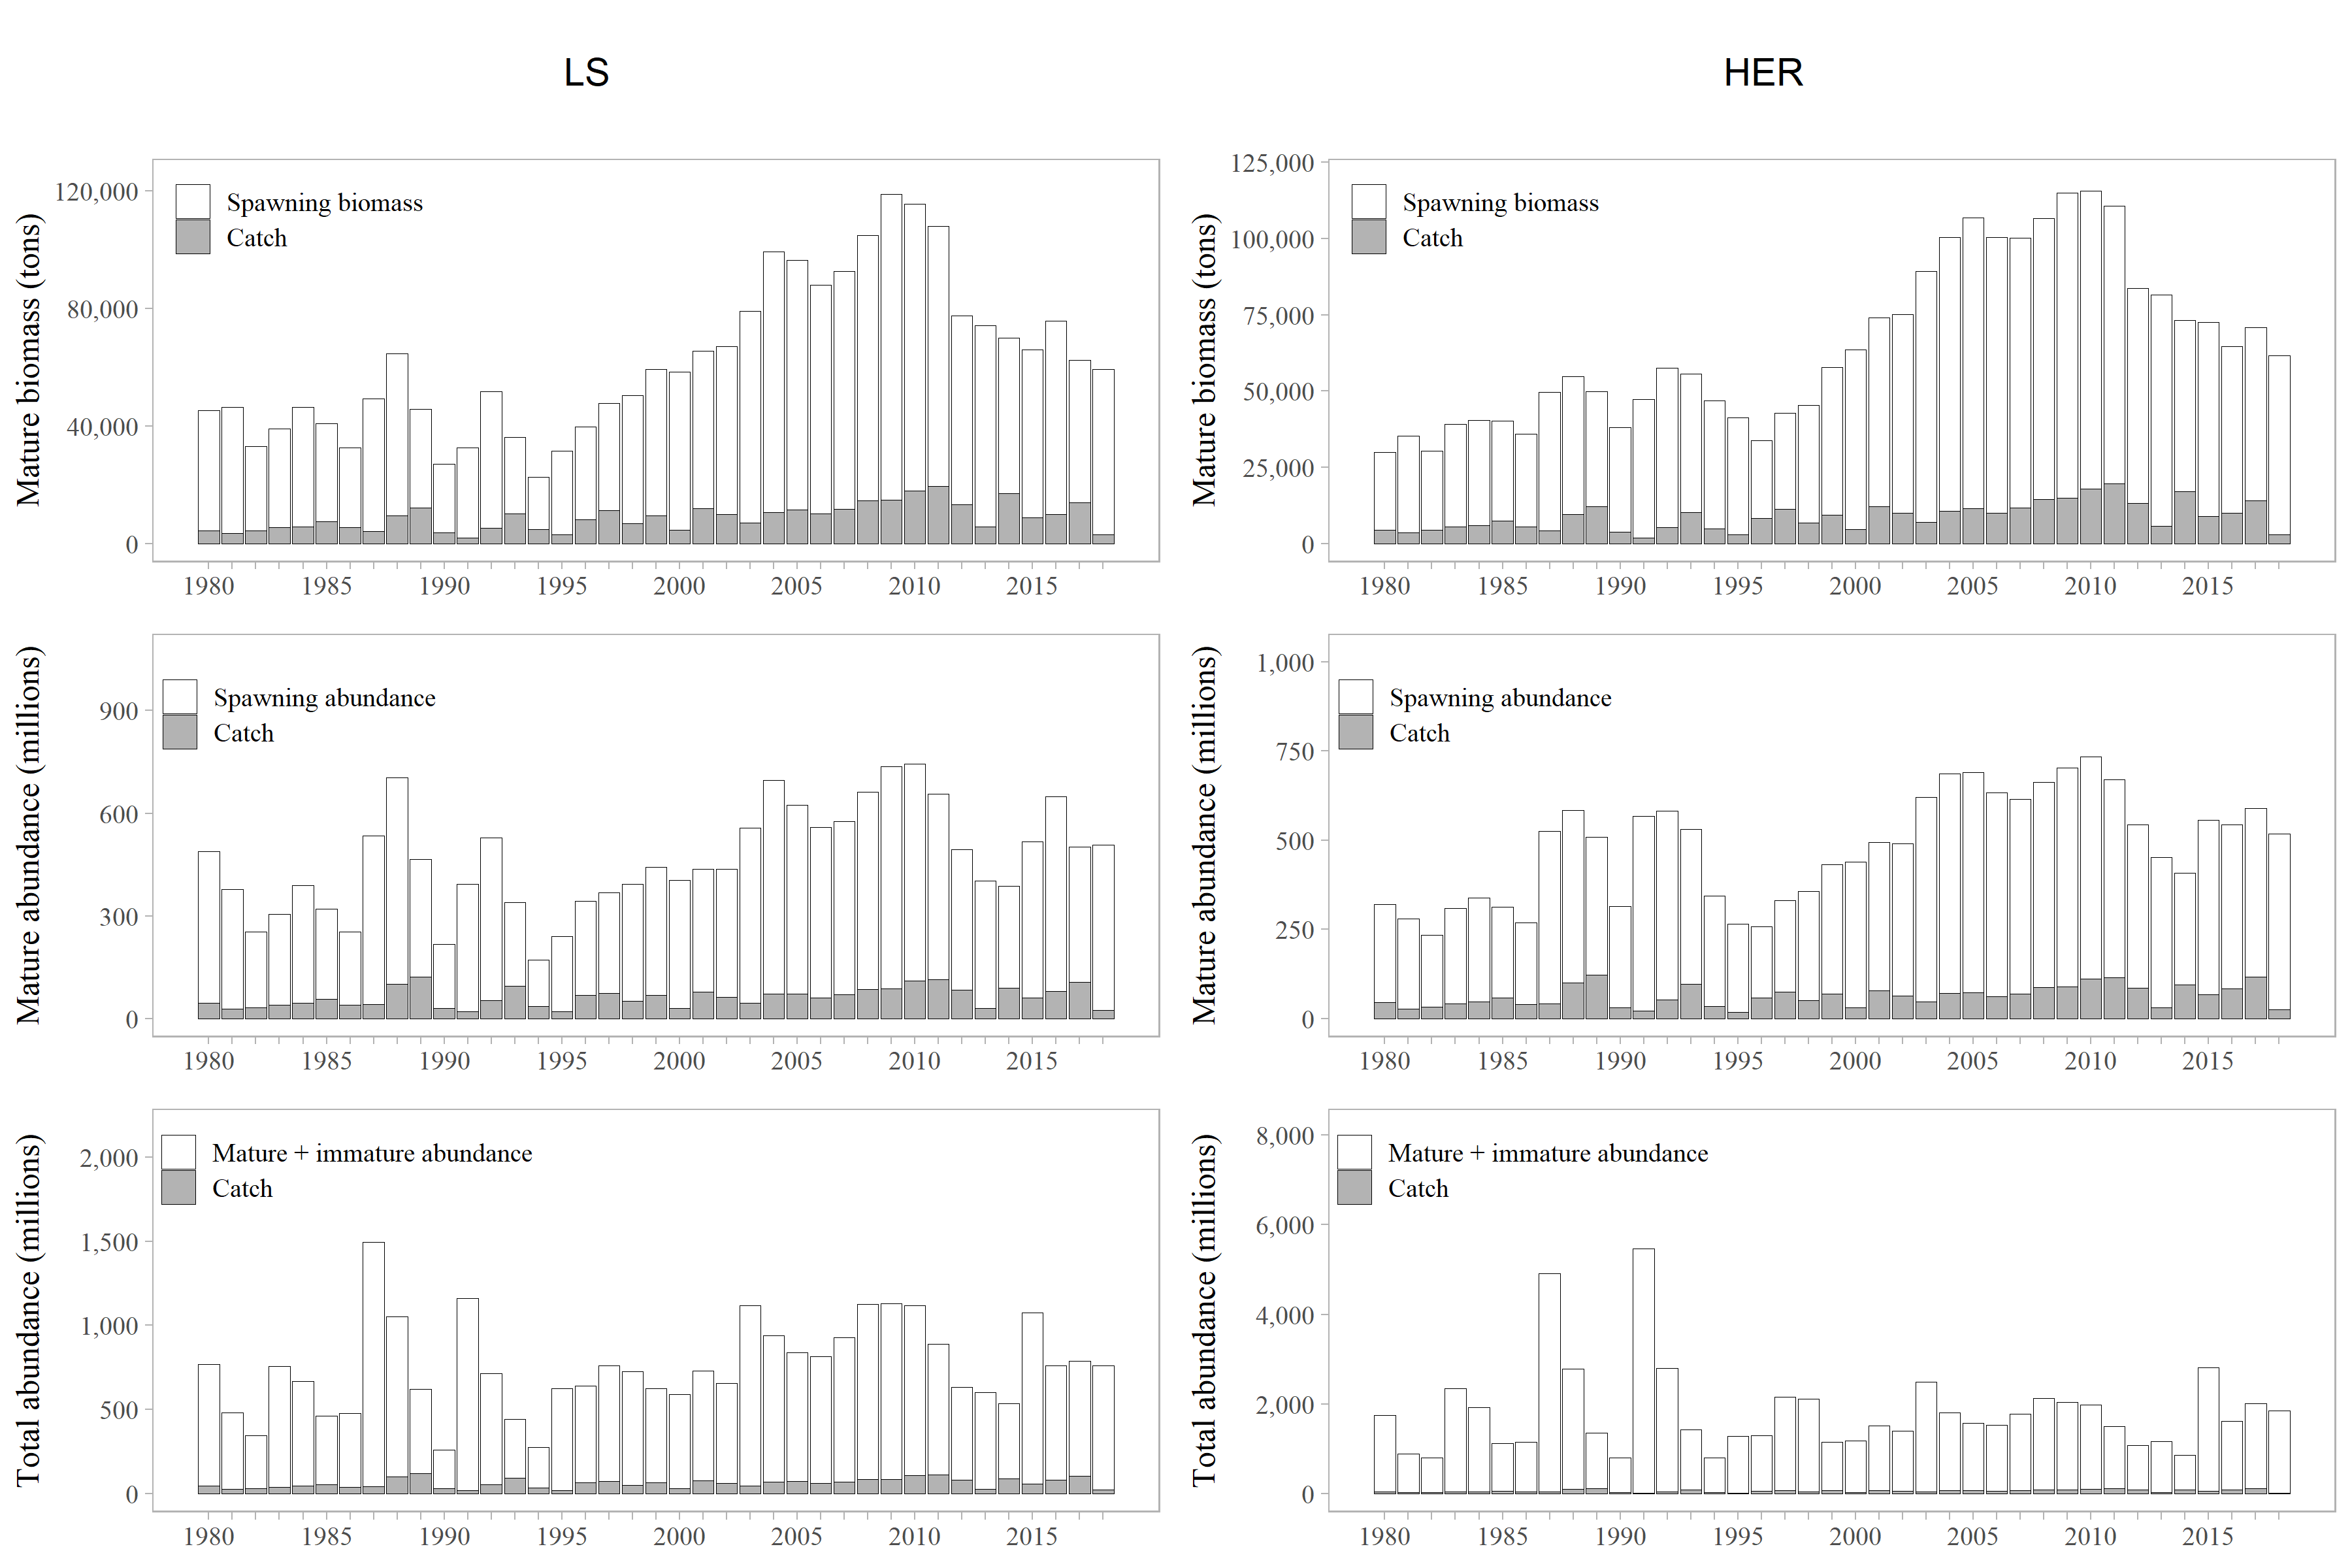 LS
HER
Mature biomass (tons)
120,000
80,000
40,000
0
Spawning biomass
Catch
1980 1985 1990 1995 2000 2005 2010 2015
Mature biomass (tons)
125,000
100,000
75,000
50,000
25,000
0
Spawning biomass
Catch
1980 1985 1990 1995 2000 2005 2010 2015
Mature abundance (millions)
900
600
300
0
Spawning abundance
Catch
1980 1985 1990 1995 2000 2005 2010 2015
Mature abundance (millions)
1,000
750
500
250
0
Spawning abundance
Catch
1980 1985 1990 1995 2000 2005 2010 2015
Total abundance (millions)
2,000
1,500
1,000
500
0
Mature + immature abundance
Catch
1980 1985 1990 1995 2000 2005 2010 2015
Total abundance (millions)
8,000
6,000
4,000
2,000
0
Mature + immature abundance
Catch
1980 1985 1990 1995 2000 2005 2010 2015